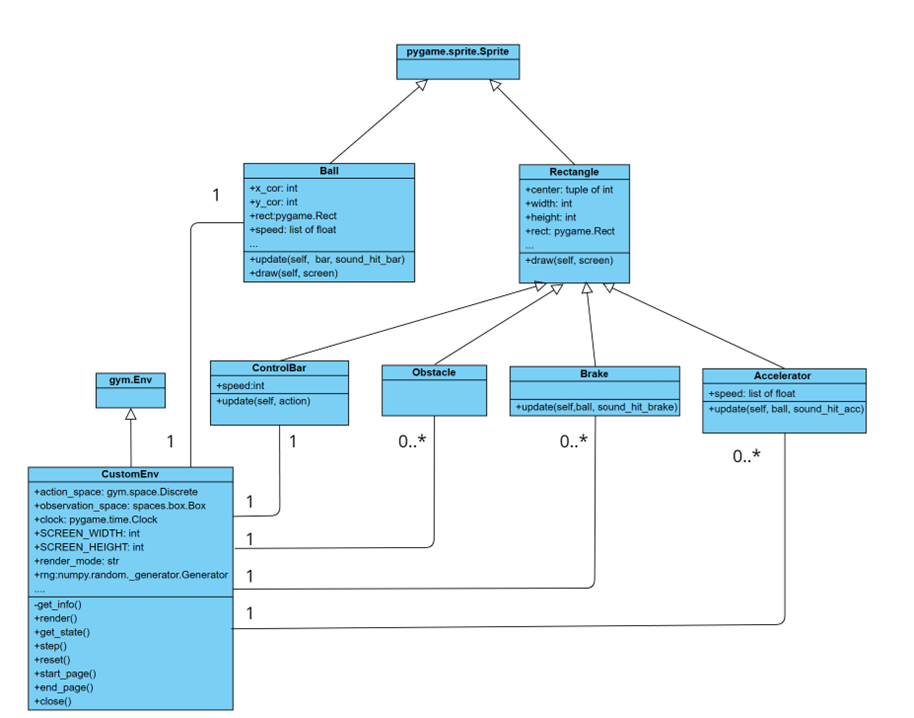 pygame.sprite.Sprite
Ball
+x_cor: int
+y_cor: int
+rect:pygame.Rect
+speed: list of float
...
+update(self, bar, sound_hit_bar)
+draw(self, screen)
Rectangle
+center: tuple of int
+width: int
+height: int
+rect: pygame.Rect
...
+draw(self, screen)
1
gym.Env
ControlBar
+speed:int
+update(self, action)
Obstacle
Brake
+update(self,ball, sound_hit_brake)
Accelerator
+speed: list of float
+update(self, ball, sound_hit_acc)
1
1
0..*
0..*
0..*
CustomEnv
+action_space: gym.space.Discrete
+observation_space: spaces.box.Box
+clock: pygame.time.Clock
+SCREEN_WIDTH: int
+SCREEN_HEIGHT: int
+render_mode: str
+rng:numpy.random._generator.Generator
....
-get_info()
+render()
+get_state()
+step()
+reset()
+start_page()
+end_page()
+close()
1
1
1
1